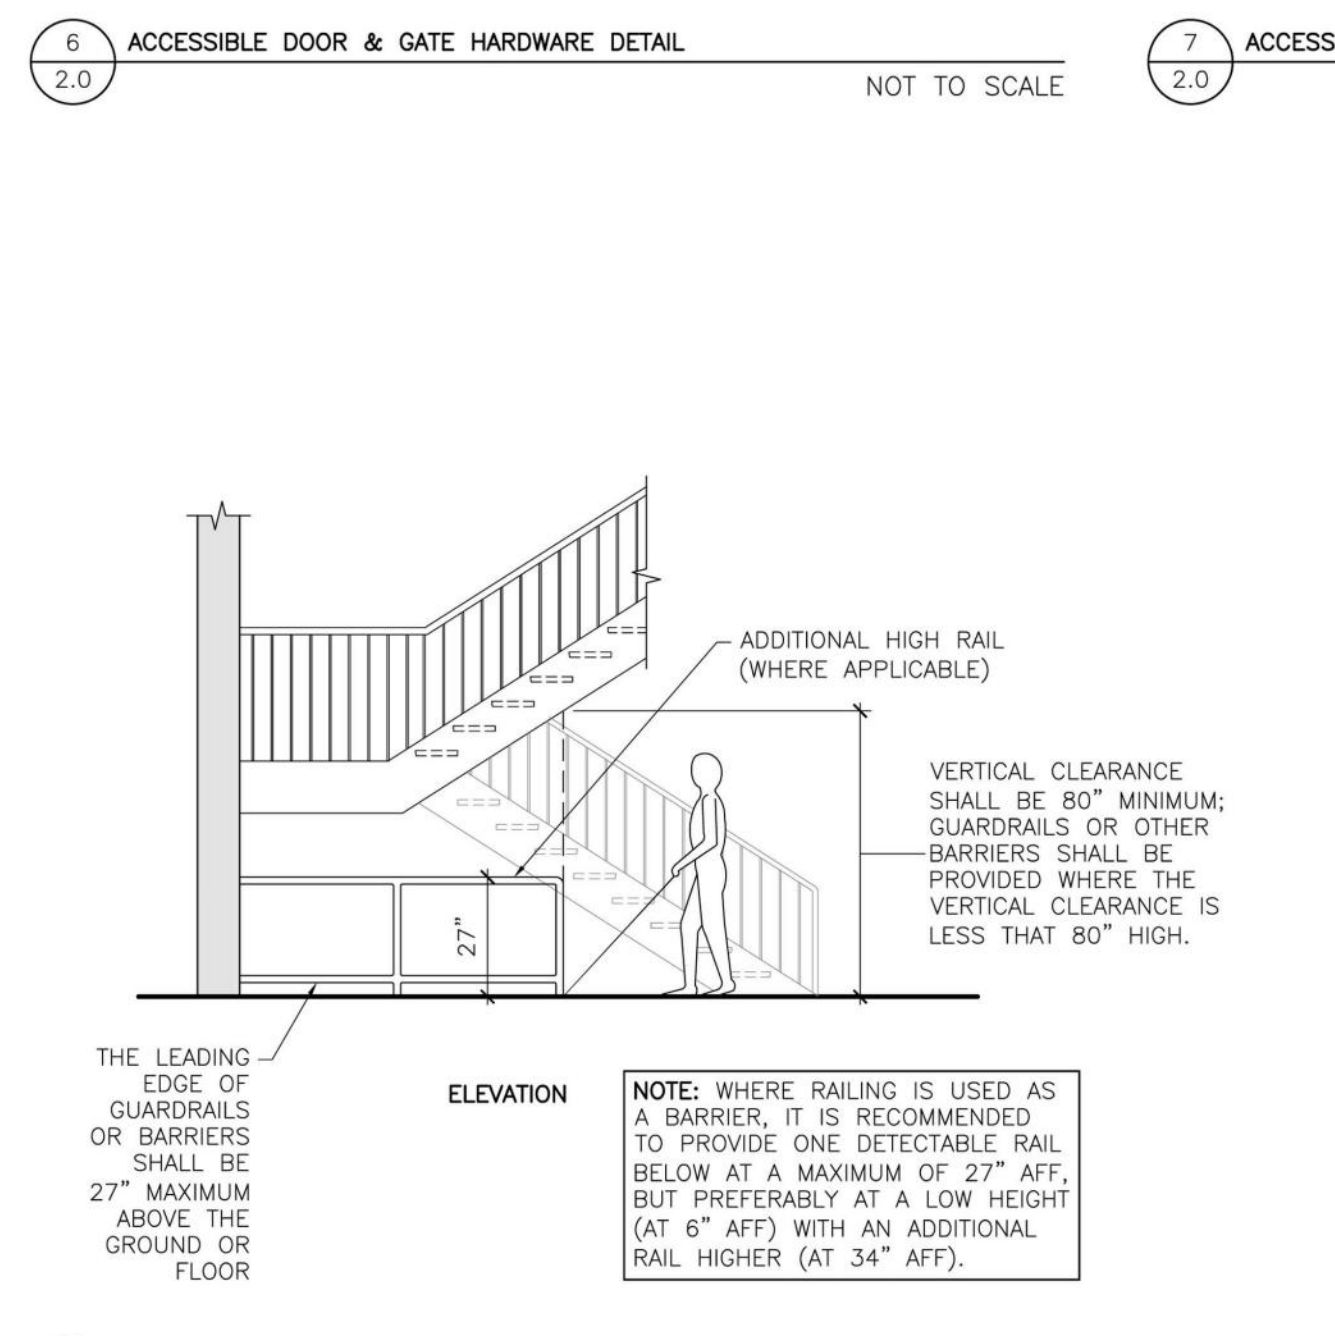 6
ACCESSIBLE DOOR & GATE HARDWARE DETAIL
2.0
NOT TO SCALE
7
ACCESS
2.0
ADDITIONAL HIGH RAIL
(WHERE APPLICABLE)
VERTICAL CLEARANCE
SHALL BE 80" MINIMUM;
GUARDRAILS OR OTHER
BARRIERS SHALL BE
PROVIDED WHERE THE
VERTICAL CLEARANCE IS
LESS THAT 80" HIGH.
27"
THE LEADING
EDGE OF
GUARDRAILS
OR BARRIERS
SHALL BE
27" MAXIMUM
ABOVE THE
GROUND OR
FLOOR
ELEVATION
NOTE: WHERE RAILING IS USED AS
A BARRIER, IT IS RECOMMENDED
TO PROVIDE ONE DETECTABLE RAIL
BELOW AT A MAXIMUM OF 27" AFF,
BUT PREFERABLY AT A LOW HEIGHT
(AT 6" AFF) WITH AN ADDITIONAL
RAIL HIGHER (AT 34" AFF).